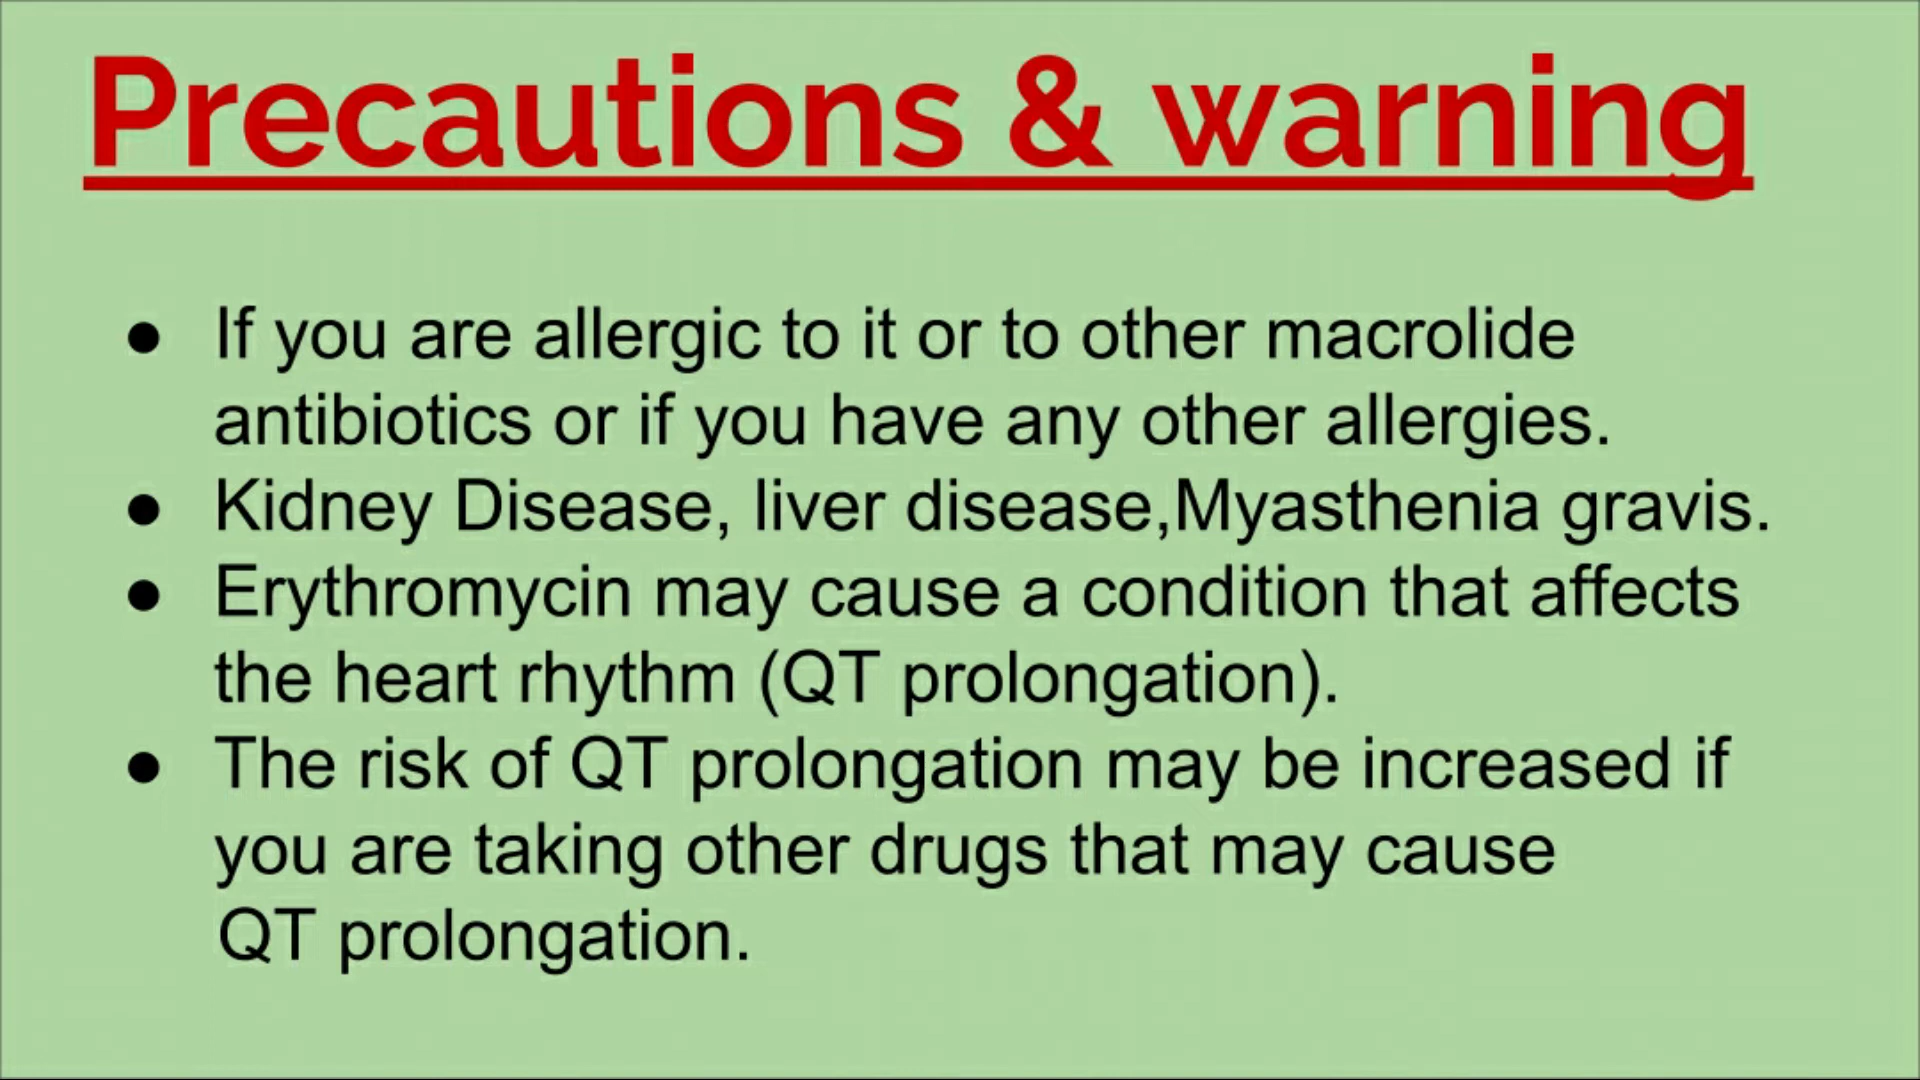 Precautions & warning
● If you are allergic to it or to other macrolide
antibiotics or if you have any other allergies.
● Kidney Disease, liver disease,Myasthenia gravis.
● Erythromycin may cause a condition that affects
the heart rhythm (QT prolongation).
● The risk of QT prolongation may be increased if
you are taking other drugs that may cause
QT prolongation.